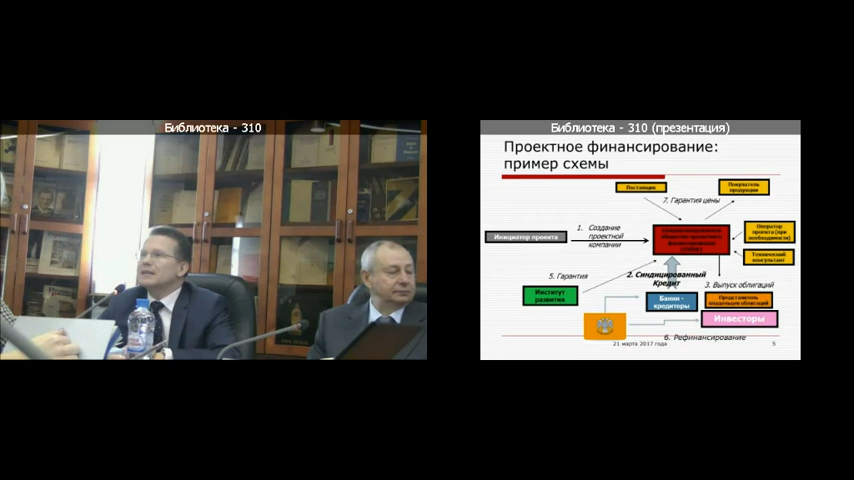 Библиотека - 310
Библиотека - 310 (презентация)
Проектное финансирование:
пример схемы
Поставщик
Покупатель
продукции
7. Гарантия цены
Инициатор проекта
1. Создание
проектной
компании
Оператор
проекта (при
необходимости)
Технический
консультант
5. Гарантия
2. Синдицированный
Кредит
3. Выпуск облигаций
Институт
развития
Банки -
кредиторы
Представитель
владельцев облигаций
Инвесторы
6. Рефинансирование
21 марта 2017 года
5